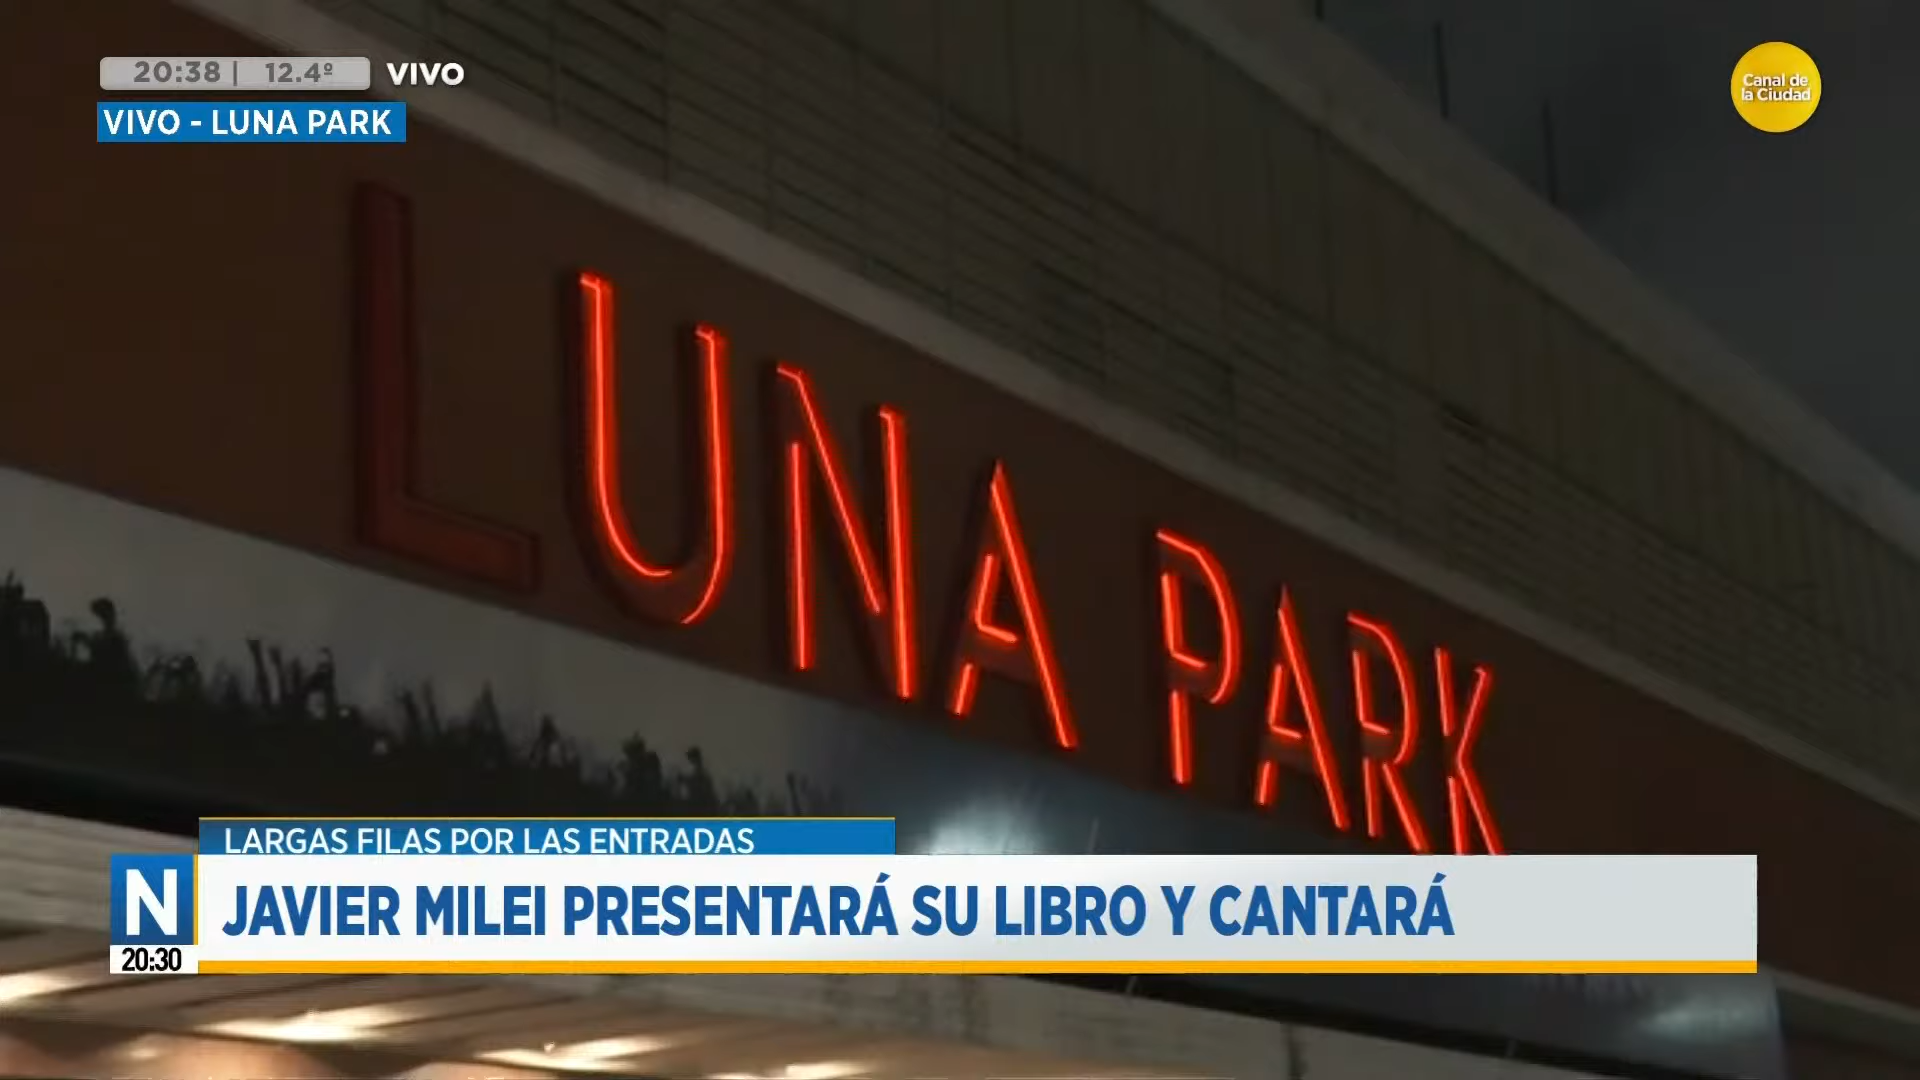 20:38 | 12.4º VIVO
VIVO - LUNA PARK
Canal de
la Ciudad
LUNA PARK
LARGAS FILAS POR LAS ENTRADAS
N
JAVIER MILEI PRESENTARÁ SU LIBRO Y CANTARÁ
20:30